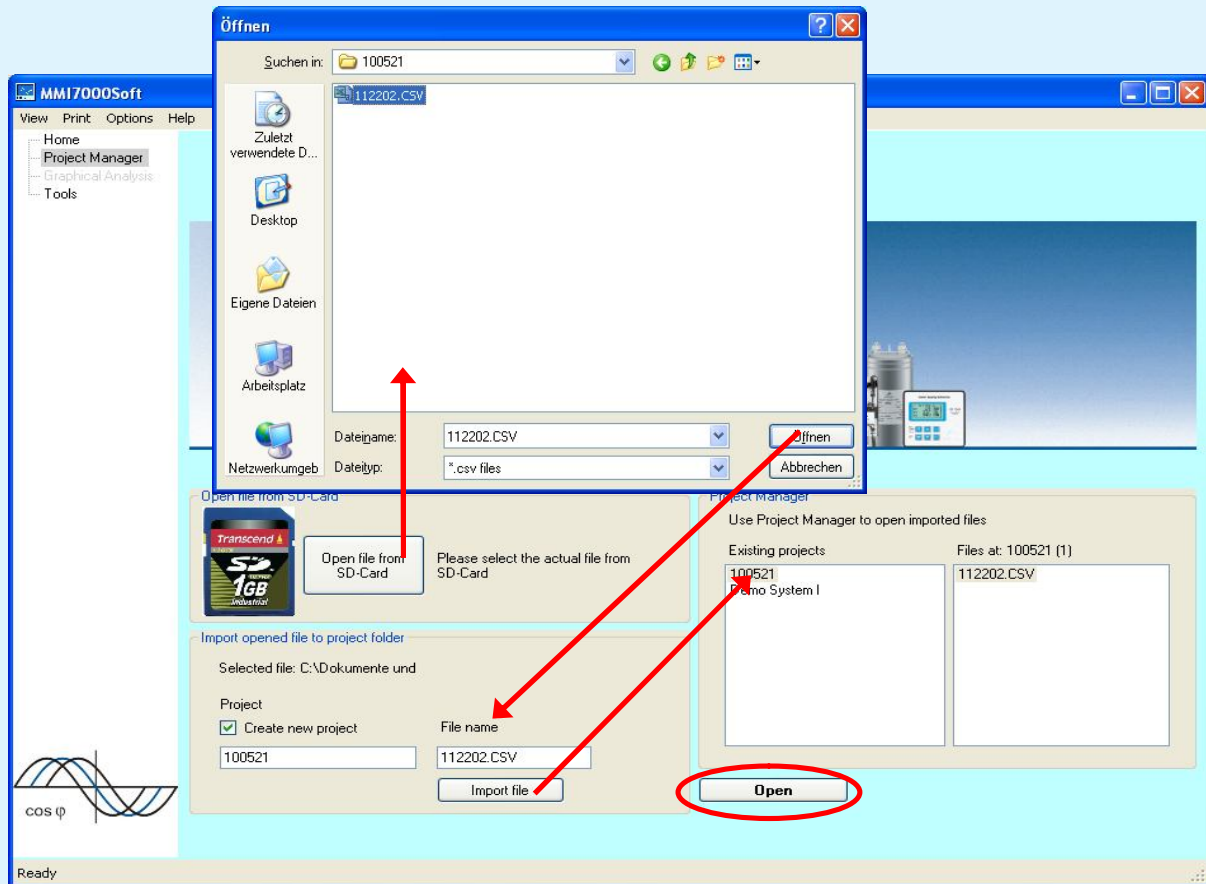 Öffnen
Suchen in:
100521
112202.CSV
Zuletzt
verwendete D...
Desktop
Eigene Dateien
Arbeitsplatz
Netzwerkumgeb
Dateiname:
112202.CSV
Öffnen
Dateityp:
*.csv files
Abbrechen
MMI7000Soft
View Print Options Help
Home
Project Manager
Graphical Analysis
Tools
Open file from SD-Card
Transcend
SD
1GB
Industrial
Open file from
SD-Card
Please select the actual file from
SD-Card
Import opened file to project folder
Selected file: C:\Dokumente und
Project
Create new project
File name
100521
112202.CSV
Import file
Project Manager
Use Project Manager to open imported files
Existing projects
Files at: 100521 (1)
100521
Demo System I
112202.CSV
Open
cos φ
Ready